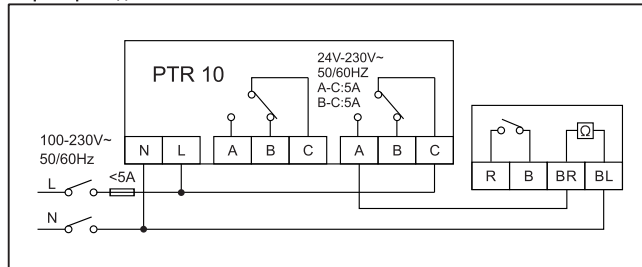 24V-230V~
50/60HZ
A-C:5A
B-C:5A
PTR 10
100-230V~
50/60Hz
N L A B C A B C
Ω
R B BR BL
L <5A
N